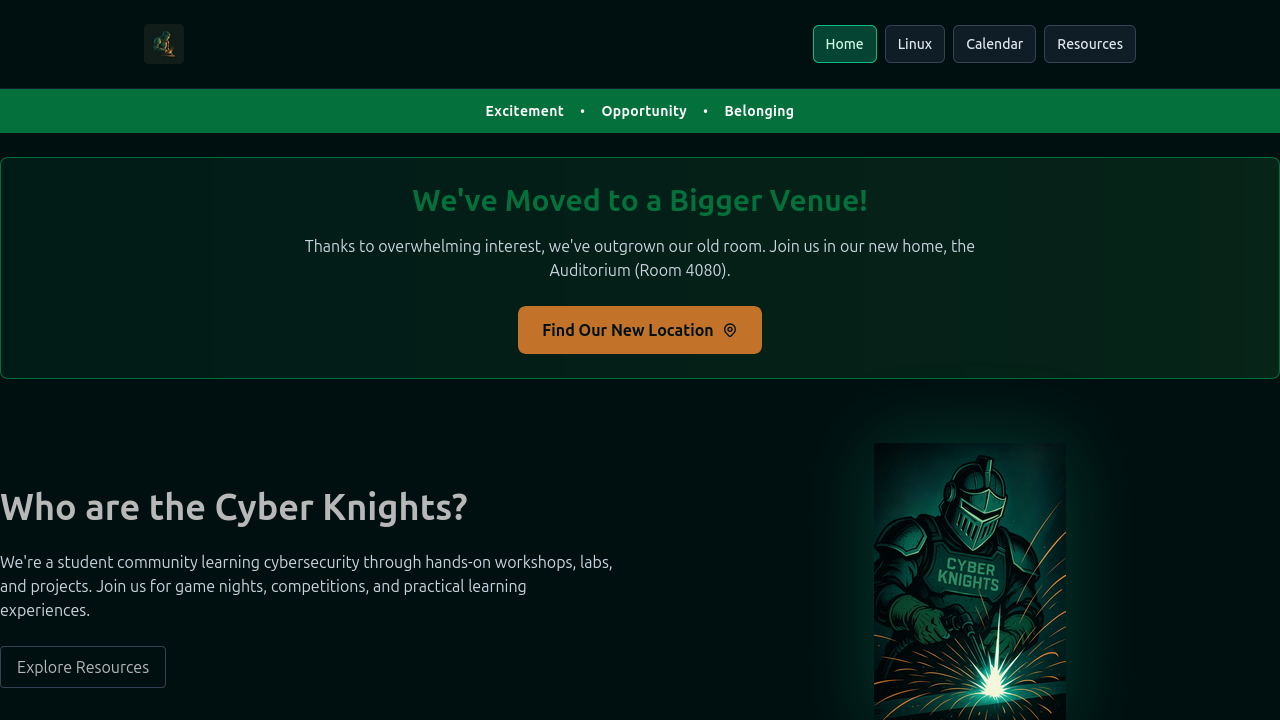 Home
Linux
Calendar
Resources
Excitement • Opportunity • Belonging
We've Moved to a Bigger Venue!
Thanks to overwhelming interest, we've outgrown our old room. Join us in our new home, the
Auditorium (Room 4080).
Find Our New Location
Who are the Cyber Knights?
We're a student community learning cybersecurity through hands-on workshops, labs,
and projects. Join us for game nights, competitions, and practical learning
experiences.
Explore Resources
CYBER
KNIGHTS